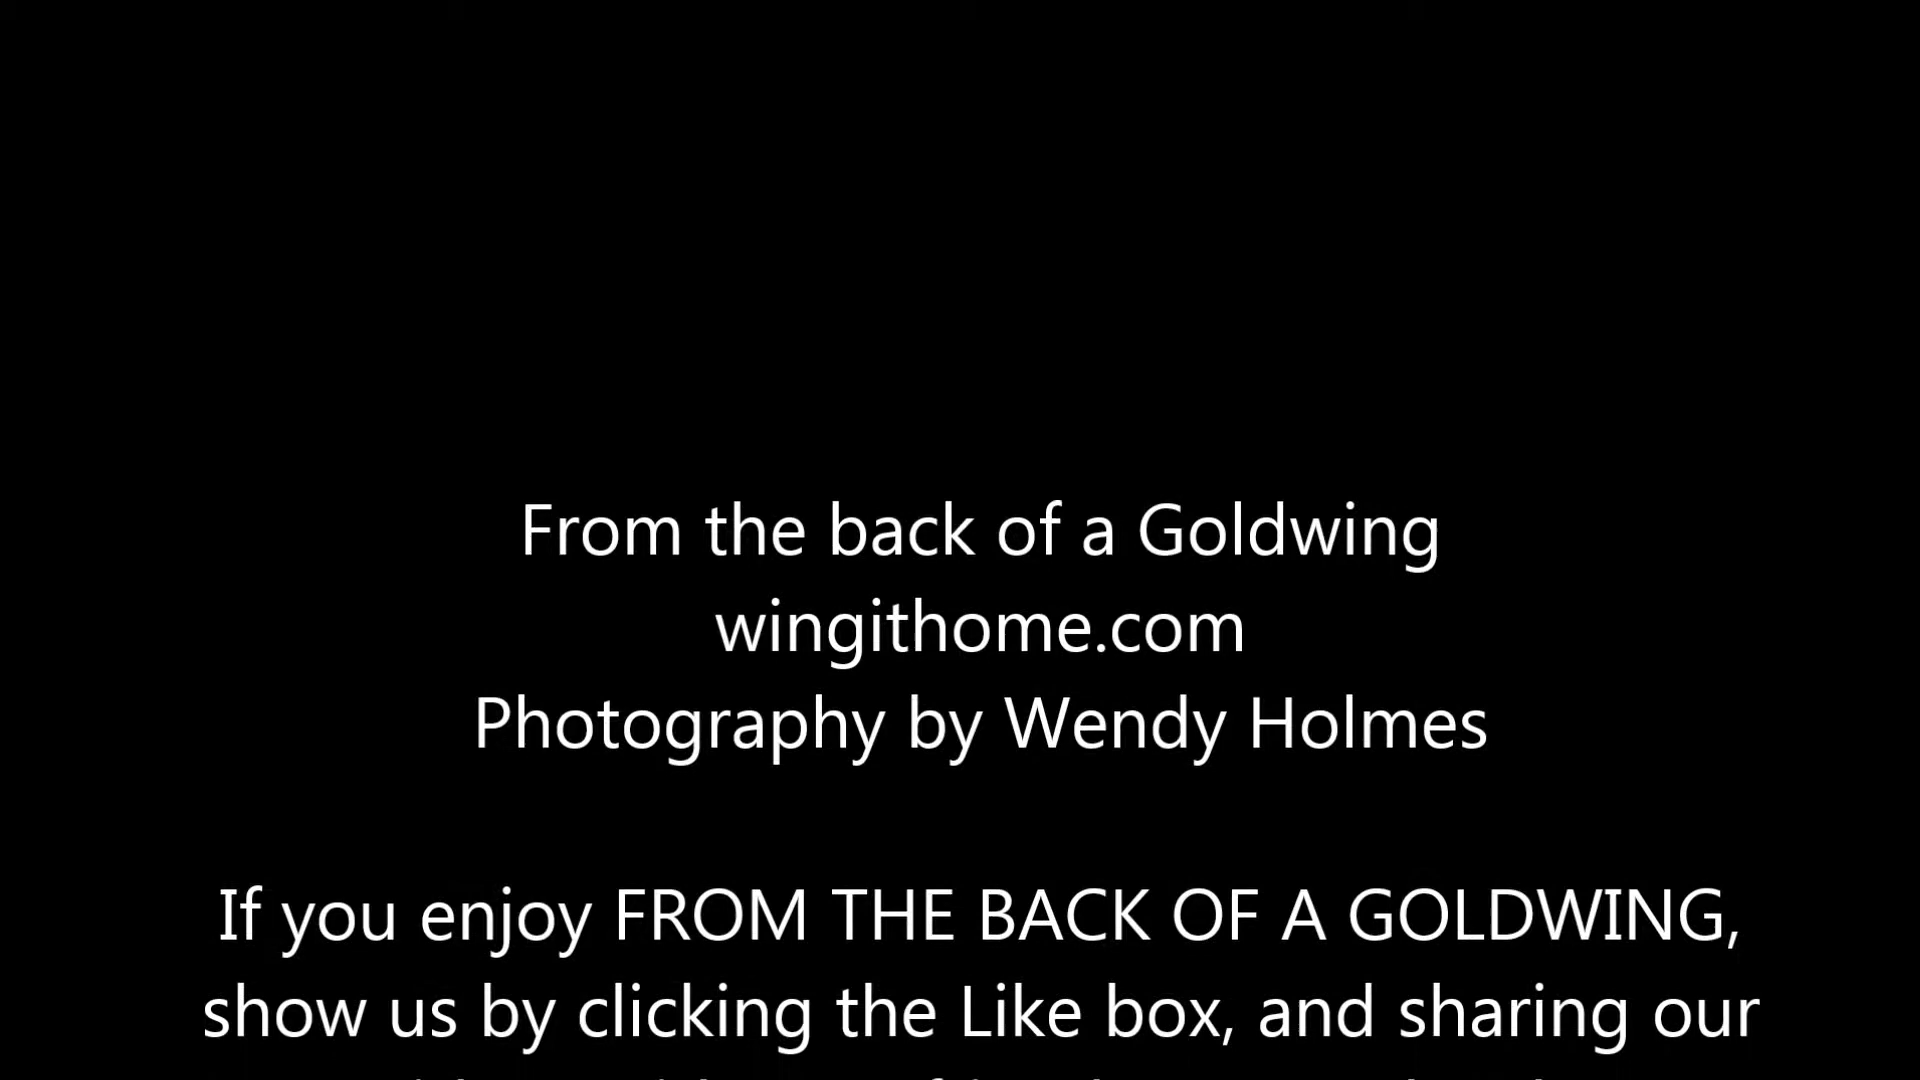 From the back of a Goldwing
wingithome.com
Photography by Wendy Holmes
If you enjoy FROM THE BACK OF A GOLDWING,
show us by clicking the Like box, and sharing our